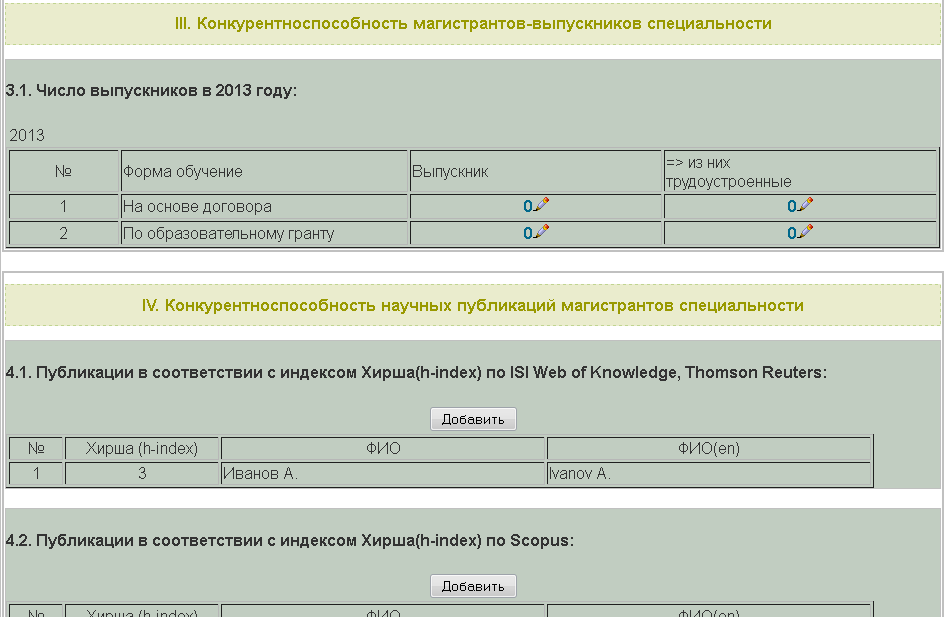 III. Конкурентноспособность магистрантов-выпускников специальности
3.1. Число выпускников в 2013 году:
2013
№ Форма обучение Выпускник => из них трудоустроенные
1 На основе договора 0 0
2 По образовательному гранту 0 0
IV. Конкурентноспособность научных публикаций магистрантов специальности
4.1. Публикации в соответствии с индексом Хирша(h-index) по ISI Web of Knowledge, Thomson Reuters:
Добавить
№ Хирша (h-index) ФИО ФИО(en)
1 3 Иванов А. Ivanov A.
4.2. Публикации в соответствии с индексом Хирша(h-index) по Scopus:
Добавить
№ Хирша (h-index) ФИО ФИО(en)